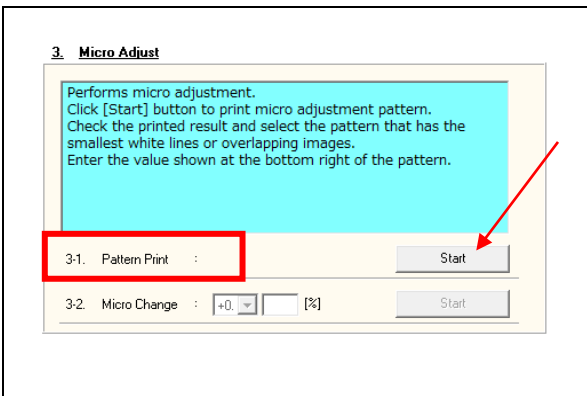 3. Micro Adjust
Performs micro adjustment.
Click [Start] button to print micro adjustment pattern.
Check the printed result and select the pattern that has the
smallest white lines or overlapping images.
Enter the value shown at the bottom right of the pattern.
3-1. Pattern Print : Start
3-2. Micro Change : +0. [%] Start